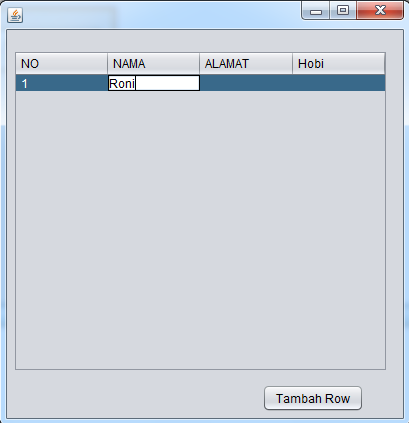 NO NAMA ALAMAT Hobi
1 Roni
Tambah Row